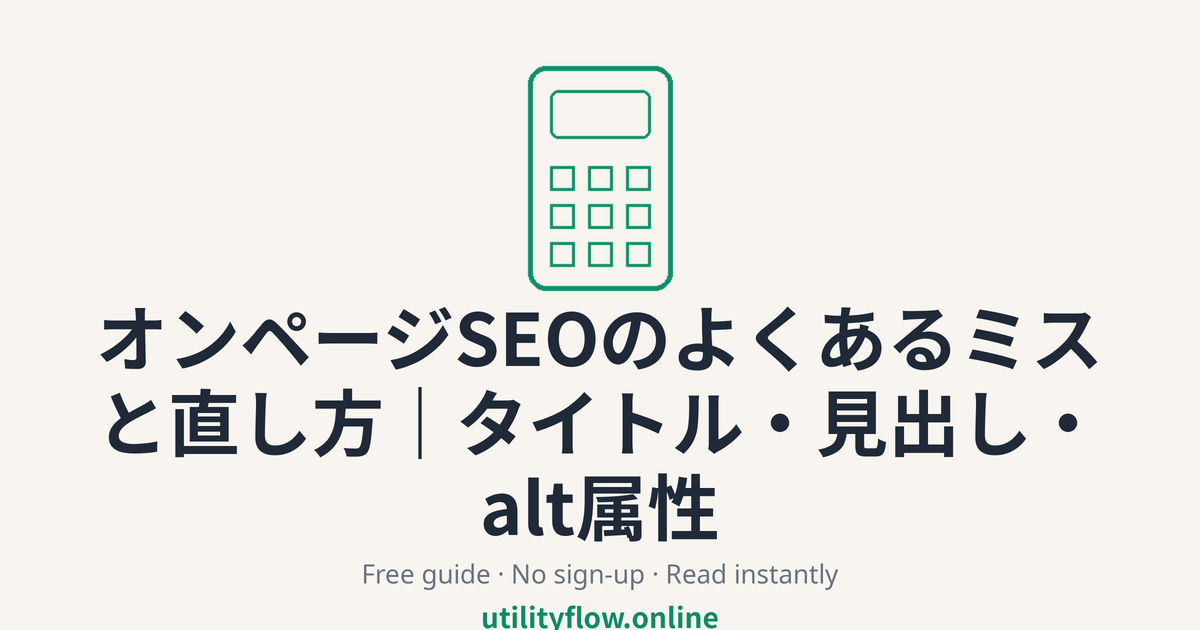 オンページSEOのよくあるミス
と直し方｜タイトル・見出し・
alt属性
Free guide · No sign-up · Read instantly
utilityflow.online